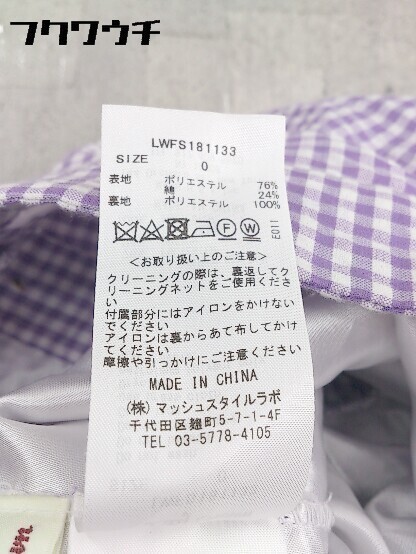 フクワウチ
LWFS181133
SIZE 0
表地 ポリエステル 76%
綿 24%
裏地 ポリエステル 100%
F W
E011
<お取り扱い上のご注意>
クリーニングの際は、裏返してク
リーニングネットをご使用くださ
い
付属部分にはアイロンをかけない
でください
アイロンは裏からあて布してかけ
てください
摩擦や引っかけにご注意ください
MADE IN CHINA
(株) マッシュスタイルラボ
千代田区麹町5-7-1-4F
TEL 03-5778-4105